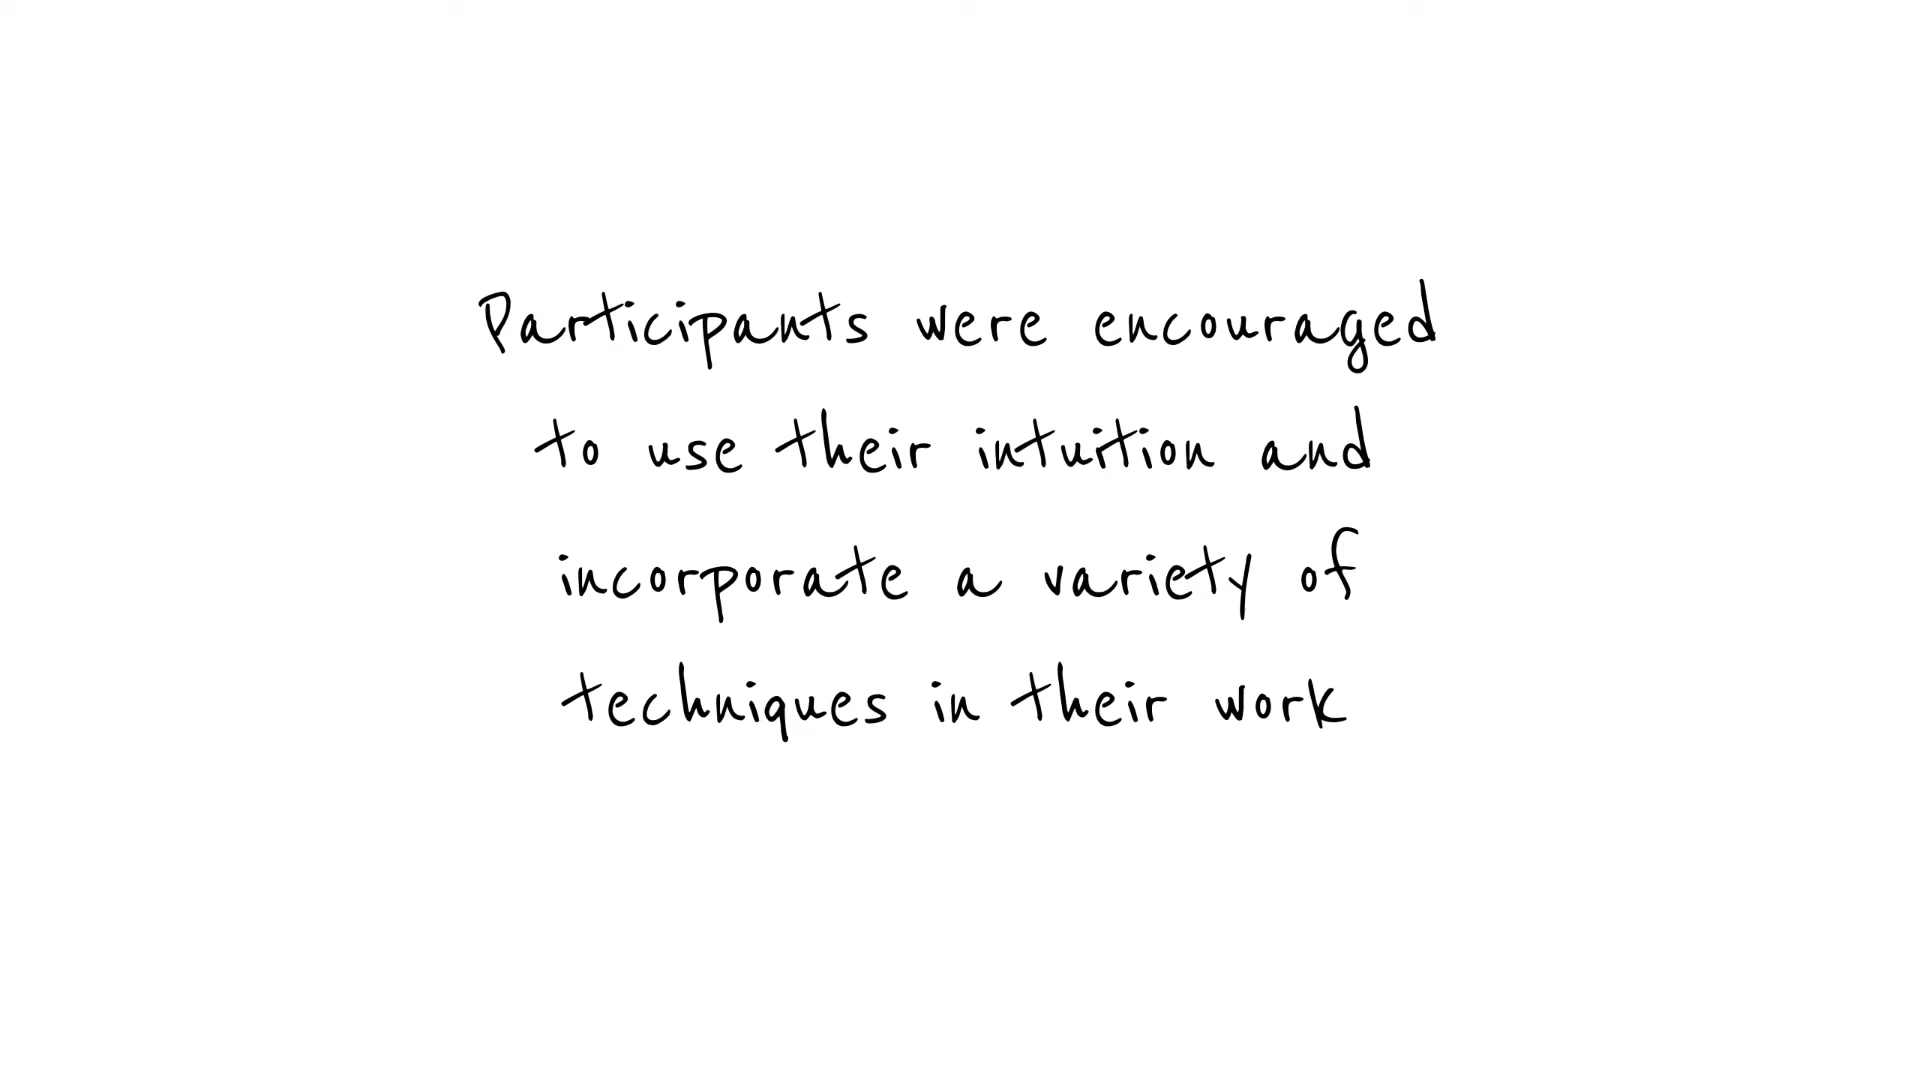 Participants were encouraged
to use their intuition and
incorporate a variety of
techniques in their work